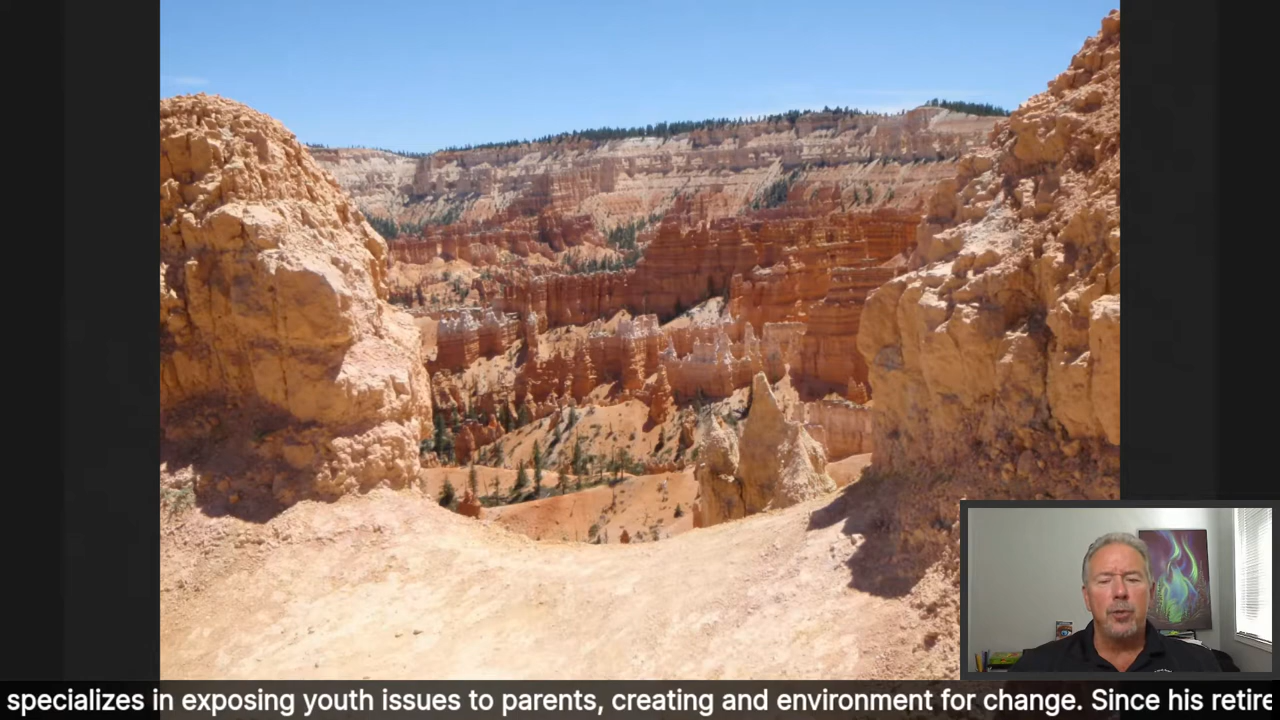 specializes in exposing youth issues to parents, creating and environment for change. Since his retire